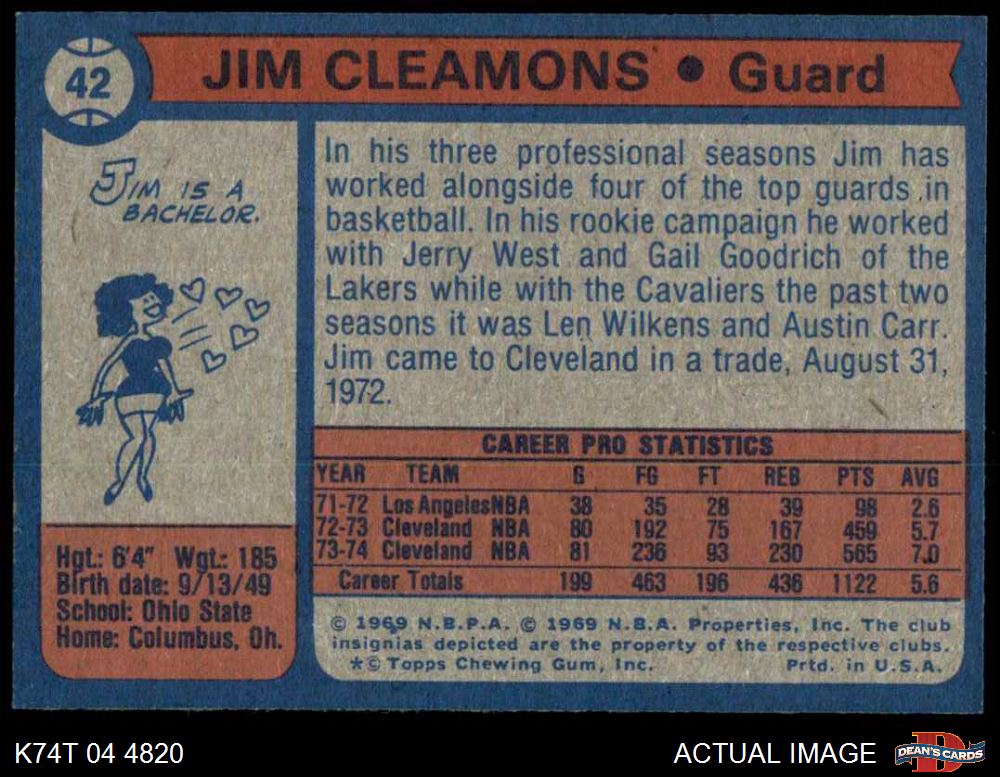 42
JIM CLEAMONS • Guard
JIM IS A
BACHELOR.
In his three professional seasons Jim has
worked alongside four of the top guards in
basketball. In his rookie campaign he worked
with Jerry West and Gail Goodrich of the
Lakers while with the Cavaliers the past two
seasons it was Len Wilkens and Austin Carr.
Jim came to Cleveland in a trade, August 31,
1972.
CAREER PRO STATISTICS
YEAR TEAM G FG FT REB PTS AVG
71-72 Los Angeles NBA 38 35 28 39 98 2.6
72-73 Cleveland NBA 80 192 75 167 459 5.7
73-74 Cleveland NBA 81 236 93 230 565 7.0
Career Totals 199 463 196 436 1122 5.6
Hgt.: 6'4" Wgt.: 185
Birth date: 9/13/49
School: Ohio State
Home: Columbus, Oh.
© 1969 N.B.P.A. © 1969 N.B.A. Properties, Inc. The club
insignias depicted are the property of the respective clubs.
*© Topps Chewing Gum, Inc. Prtd. in U.S.A.
K74T 04 4820
ACTUAL IMAGE
D
DEAN'S CARDS